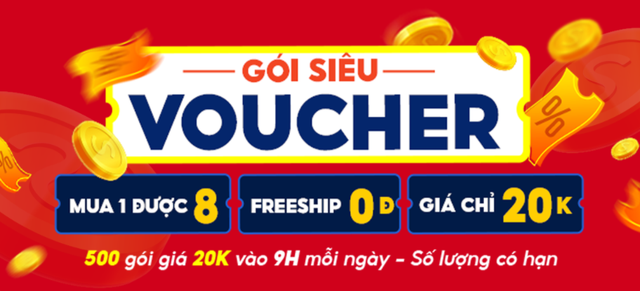 GÓI SIÊU
VOUCHER
MUA 1 ĐƯỢC 8
FREESHIP 0Đ
GIÁ CHỈ 20K
500 gói giá 20K vào 9H mỗi ngày – Số lượng có hạn